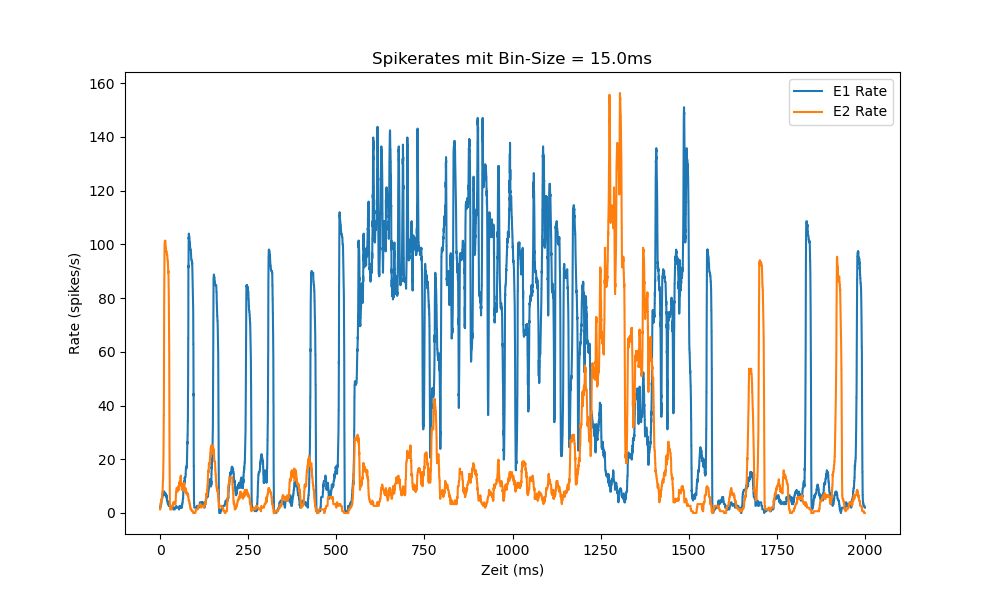 Spikerates mit Bin-Size = 15.0ms
E1 Rate
E2 Rate
Rate (spikes/s)
160
140
120
100
80
60
40
20
0
0 250 500 750 1000 1250 1500 1750 2000
Zeit (ms)